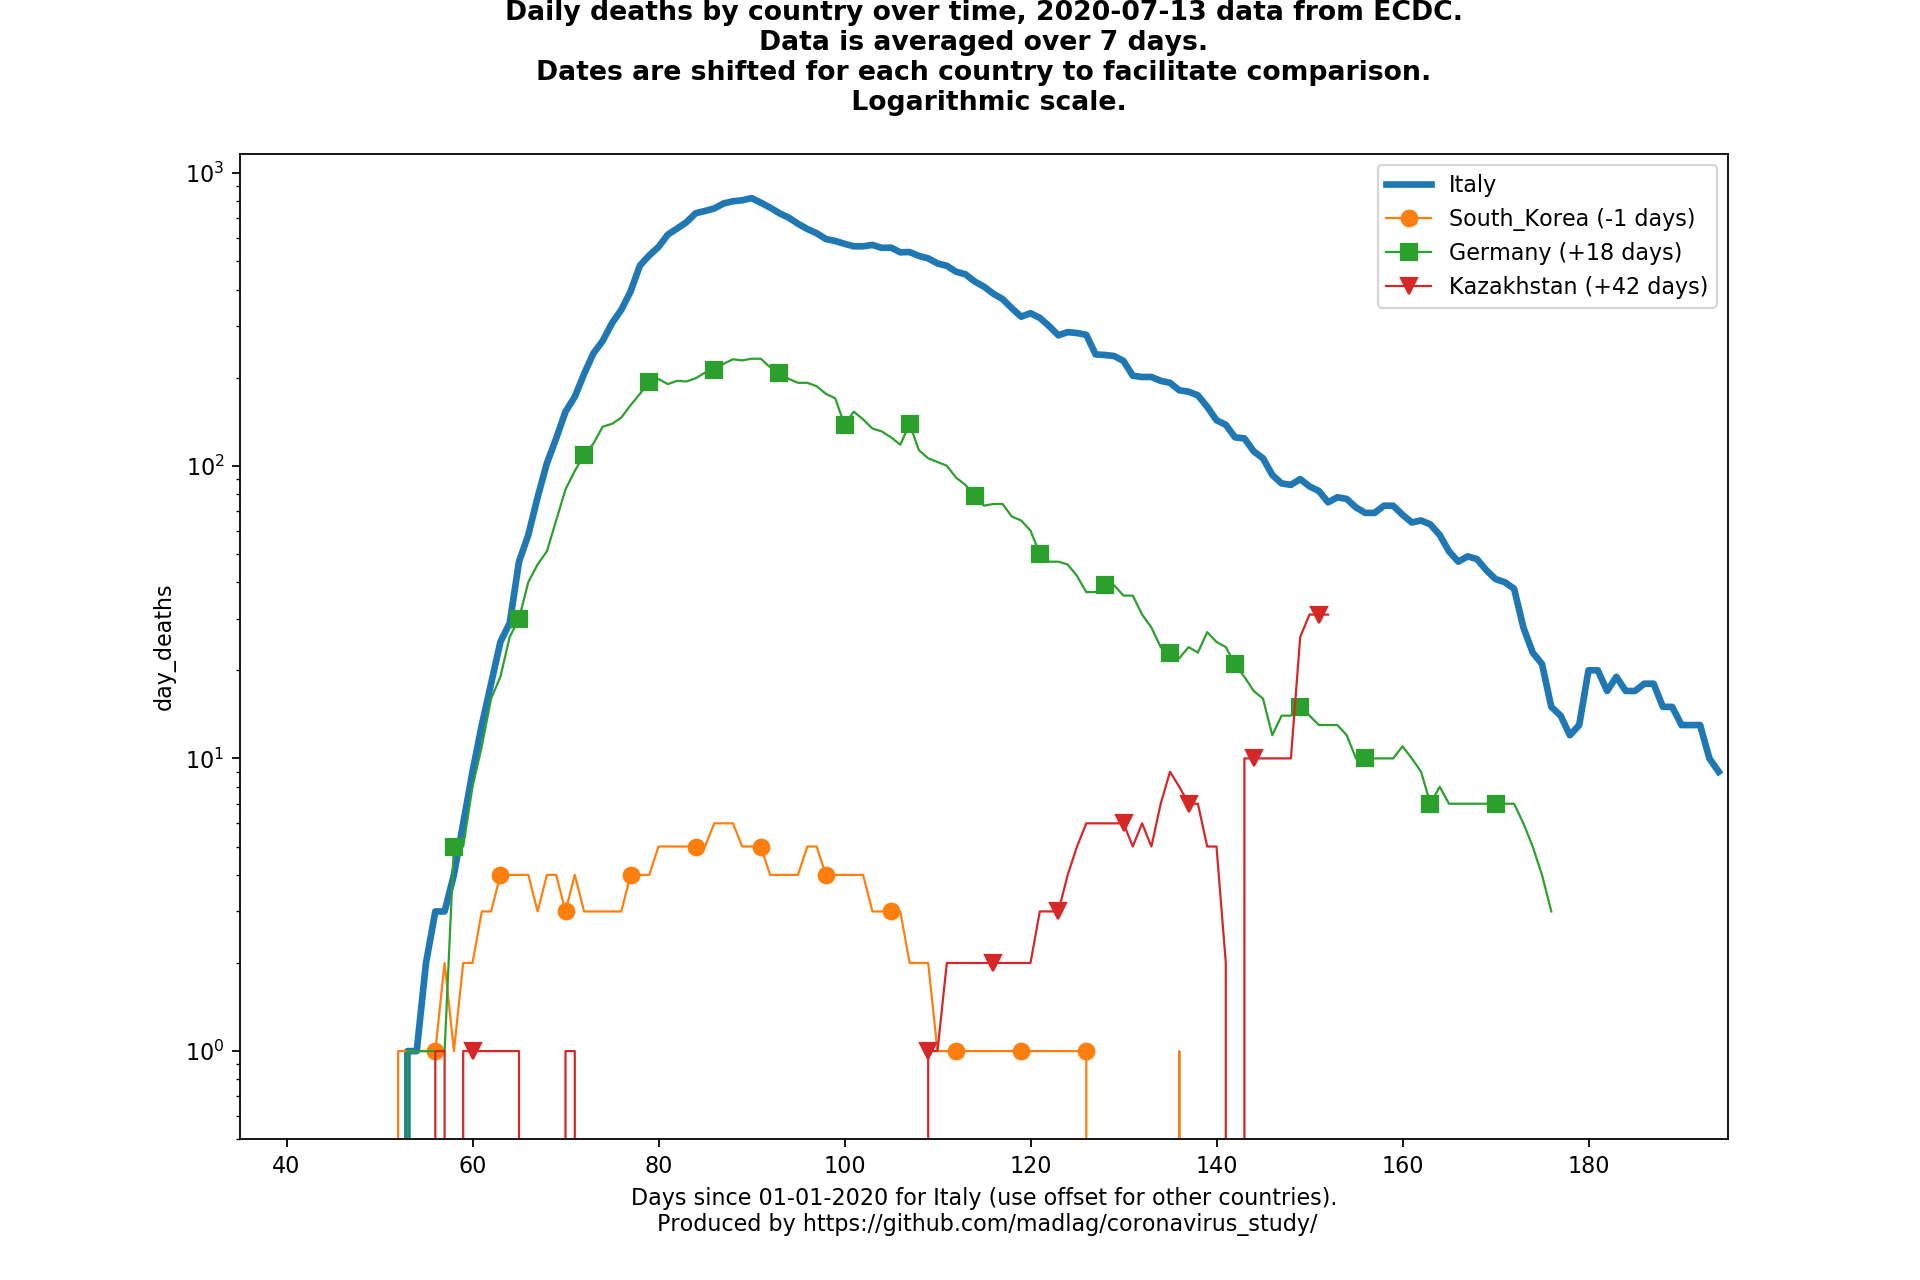 Daily deaths by country over time, 2020-07-13 data from ECDC.
Data is averaged over 7 days.
Dates are shifted for each country to facilitate comparison.
Logarithmic scale.
10³
10²
10¹
10⁰
day_deaths
Italy
South_Korea (-1 days)
Germany (+18 days)
Kazakhstan (+42 days)
40 60 80 100 120 140 160 180
Days since 01-01-2020 for Italy (use offset for other countries).
Produced by https://github.com/madlag/coronavirus_study/